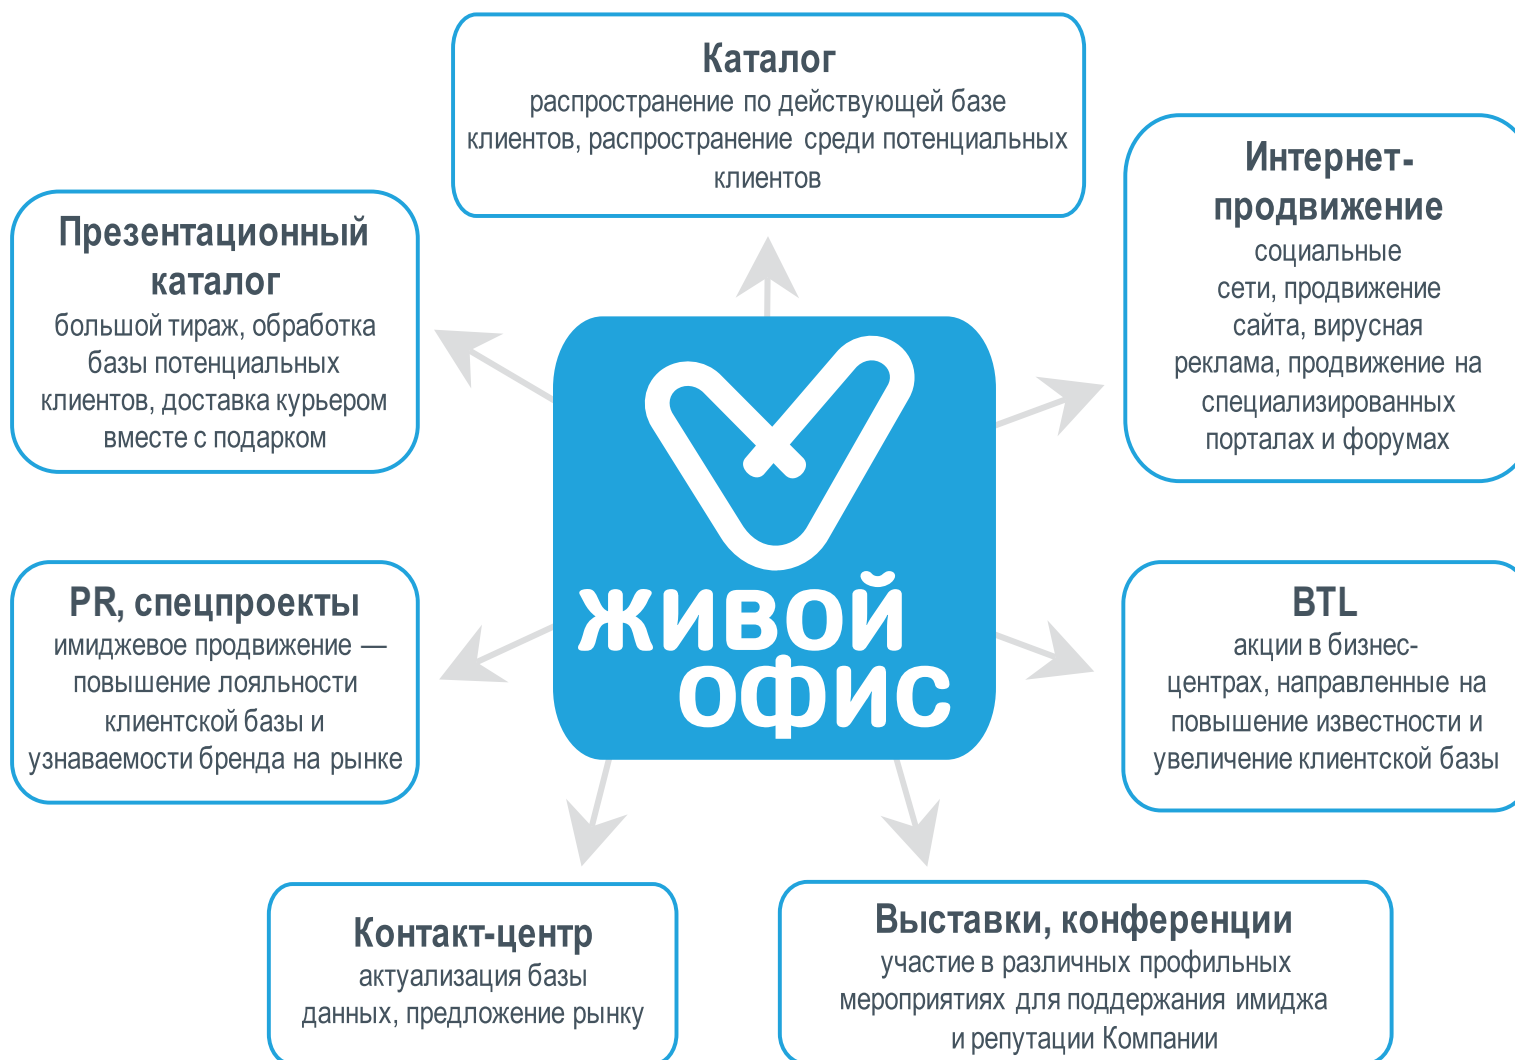 Каталог
распространение по действующей базе
клиентов, распространение среди потенциальных
клиентов
Интернет-
продвижение
социальные
сети, продвижение
сайта, вирусная
реклама, продвижение на
специализированных
порталах и форумах
Презентационный
каталог
большой тираж, обработка
базы потенциальных
клиентов, доставка курьером
вместе с подарком
живой
офис
PR, спецпроекты
имиджевое продвижение —
повышение лояльности
клиентской базы и
узнаваемости бренда на рынке
BTL
акции в бизнес-
центрах, направленные на
повышение известности и
увеличение клиентской базы
Контакт-центр
актуализация базы
данных, предложение рынку
Выставки, конференции
участие в различных профильных
мероприятиях для поддержания имиджа
и репутации Компании